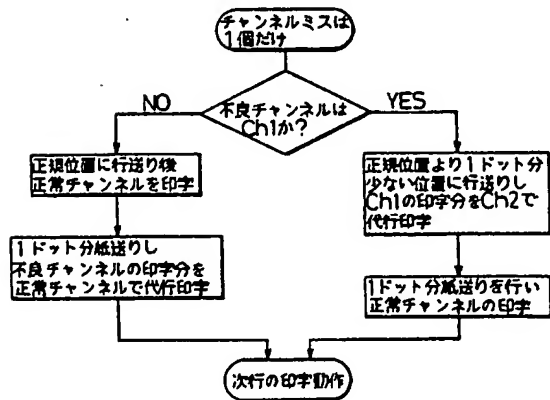 チャンネルミスは
1個だけ
不良チャンネルは
Ch1か?
NO
YES
正規位置に行送り後
正常チャンネルを印字
1ドット分紙送りし
不良チャンネルの印字分を
正常チャンネルで代行印字
正規位置より1ドット分
少ない位置に行送りし
Ch1の印字分をCh2で
代行印字
1ドット分紙送りを行い
正常チャンネルの印字
次行の印字動作